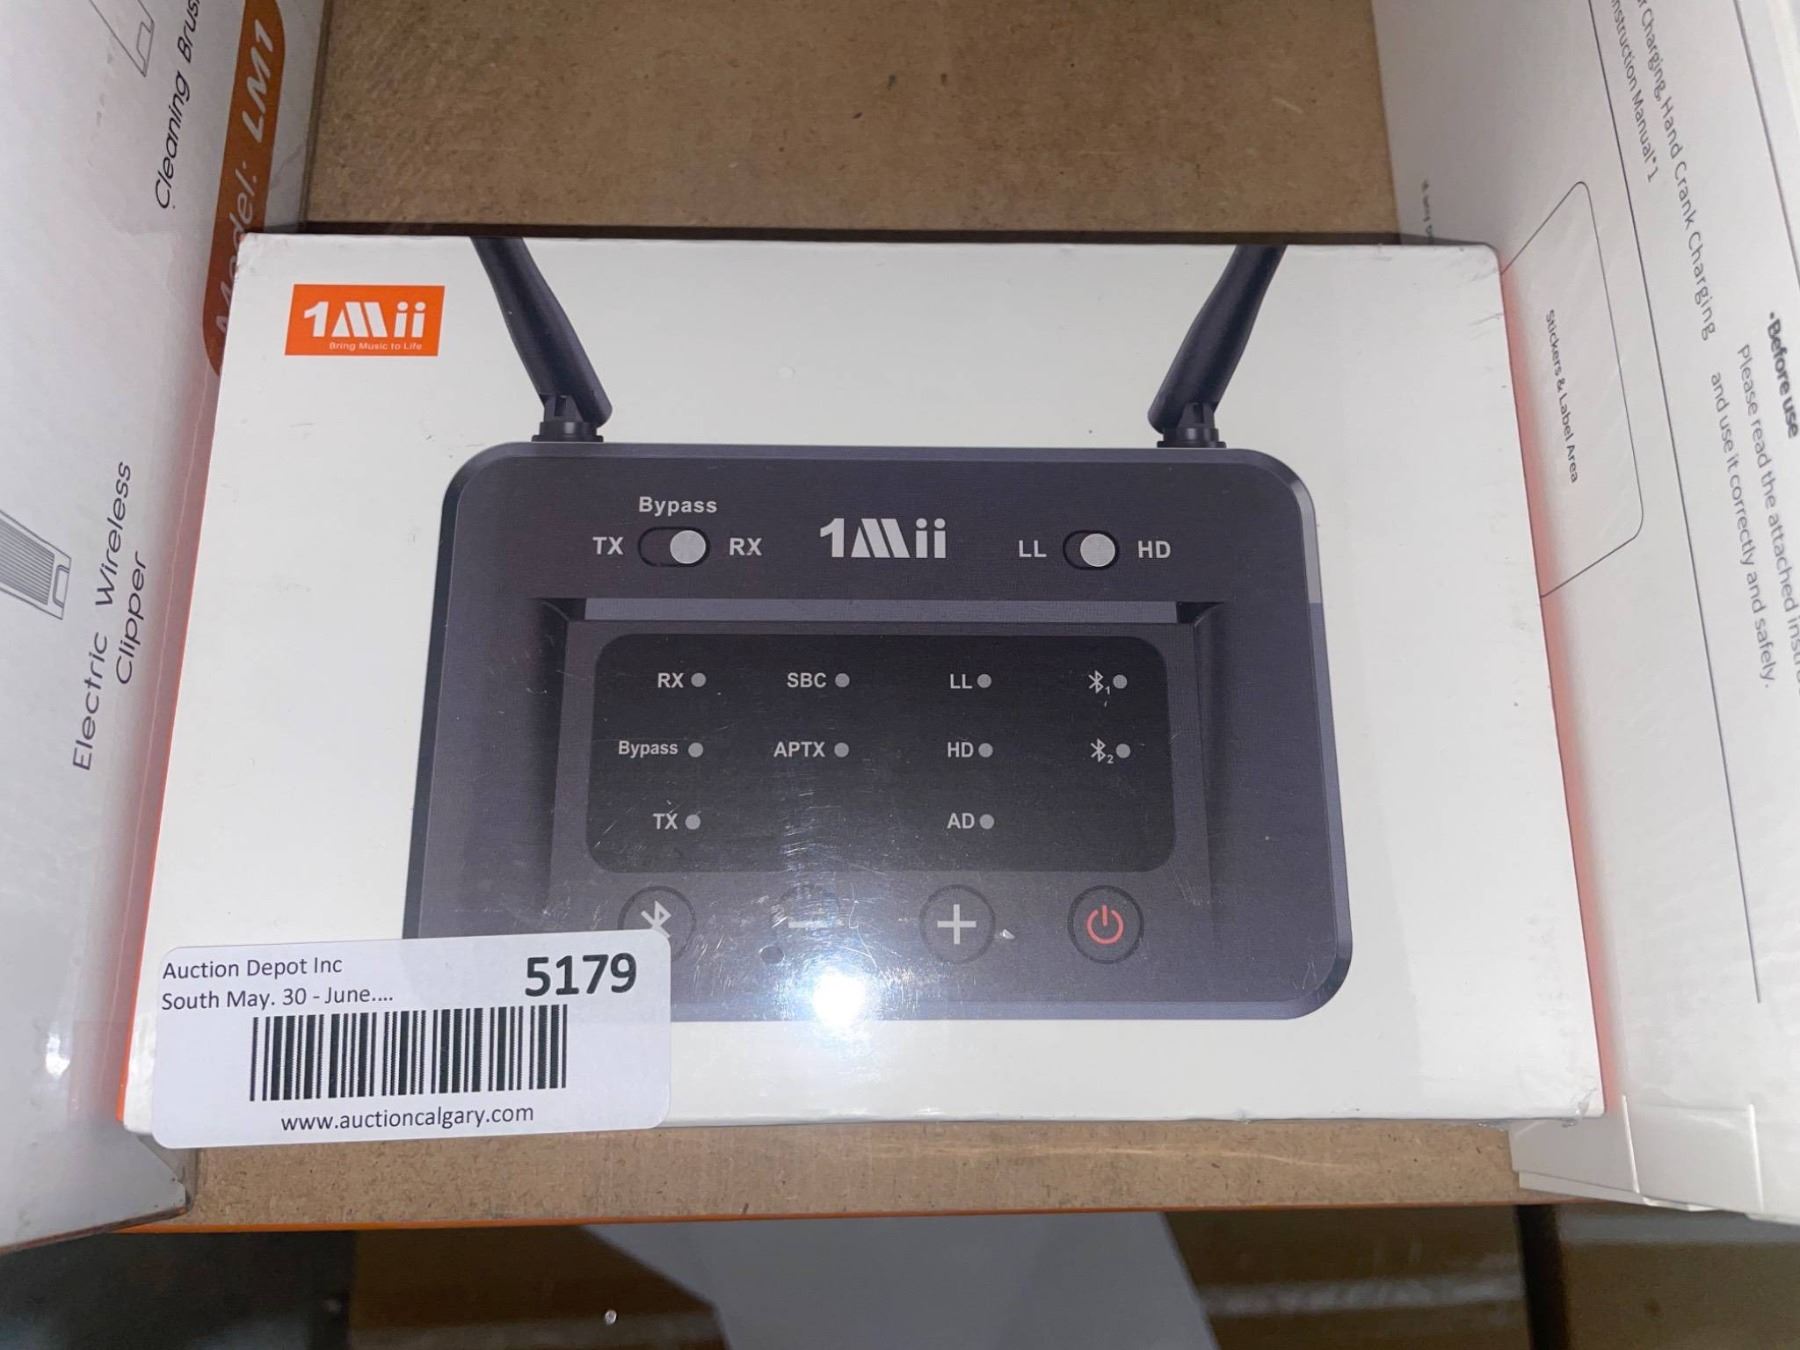 Cleaning Brus
Model: LM1
Electric Wireless
Clipper
1Mii
Bring Music to Life
Bypass
TX RX
1Mii
LL HD
RX SBC LL 1
Bypass APTX HD 2
TX AD
- +
Auction Depot Inc
5179
South May. 30 - June....
www.auctioncalgary.com
Charging, Hand Crank Charging
Instruction Manual*1
Stickers & Label Area
•Before use
Please read the attached
and use it correctly and safely.